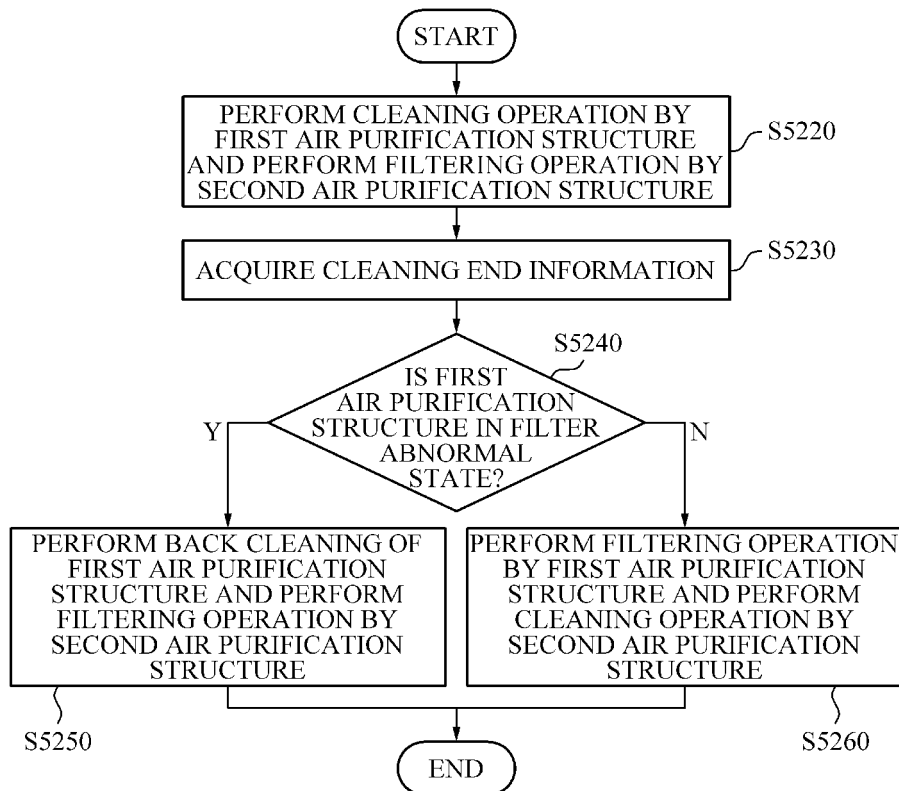 START
PERFORM CLEANING OPERATION BY
FIRST AIR PURIFICATION STRUCTURE
AND PERFORM FILTERING OPERATION BY
SECOND AIR PURIFICATION STRUCTURE
S5220
ACQUIRE CLEANING END INFORMATION
S5230
S5240
IS FIRST
AIR PURIFICATION
STRUCTURE IN FILTER
ABNORMAL
STATE?
Y
N
PERFORM BACK CLEANING OF
FIRST AIR PURIFICATION
STRUCTURE AND PERFORM
FILTERING OPERATION BY
SECOND AIR PURIFICATION
STRUCTURE
S5250
PERFORM FILTERING OPERATION
BY FIRST AIR PURIFICATION
STRUCTURE AND PERFORM
CLEANING OPERATION BY
SECOND AIR PURIFICATION
STRUCTURE
S5260
END